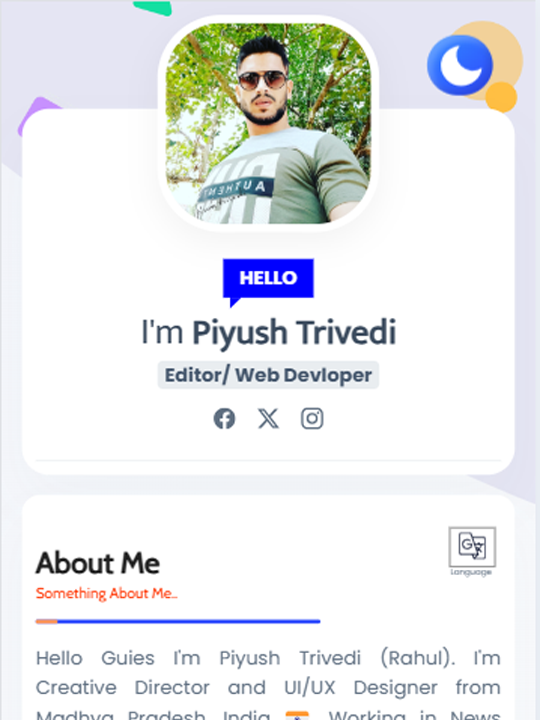 AUTHENTIC
HELLO
I'm Piyush Trivedi
Editor/ Web Devloper
About Me
Language
Something About Me..
Hello Guies I'm Piyush Trivedi (Rahul). I'm
Creative Director and UI/UX Designer from
Madhya Pradesh, India 🇮🇳. Working in News